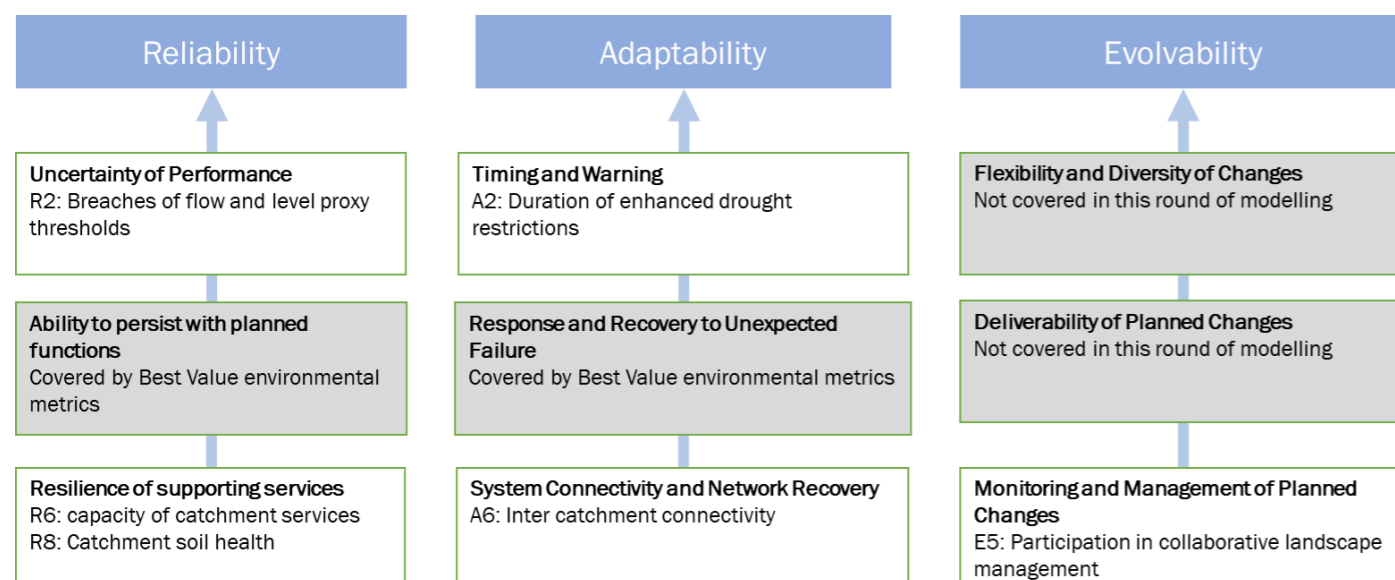 Reliability
Adaptability
Evolvability
Uncertainty of Performance
R2: Breaches of flow and level proxy
thresholds
Timing and Warning
A2: Duration of enhanced drought
restrictions
Flexibility and Diversity of Changes
Not covered in this round of modelling
Ability to persist with planned
functions
Covered by Best Value environmental
metrics
Response and Recovery to Unexpected
Failure
Covered by Best Value environmental metrics
Deliverability of Planned Changes
Not covered in this round of modelling
Resilience of supporting services
R6: capacity of catchment services
R8: Catchment soil health
System Connectivity and Network Recovery
A6: Inter catchment connectivity
Monitoring and Management of Planned
Changes
E5: Participation in collaborative landscape
management